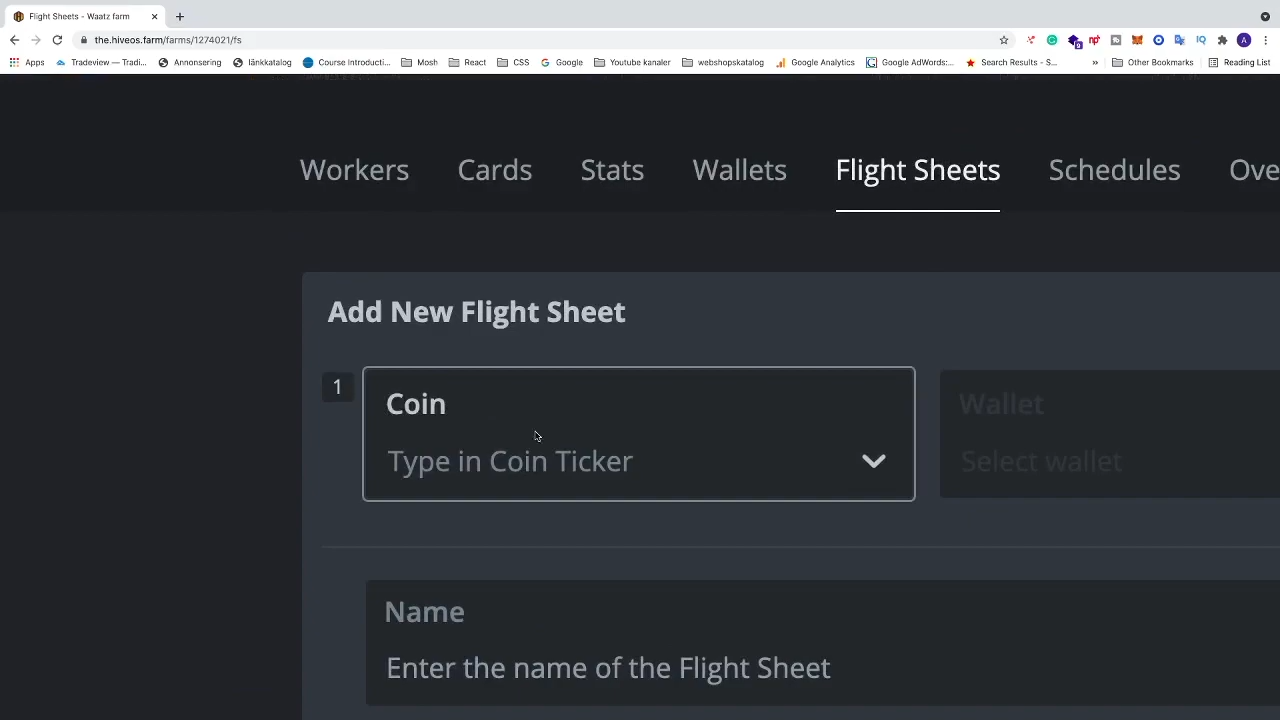 Flight Sheets - Waatz farm
the.hiveos.farm/farms/1274021/fs
Apps Tradeview — Tradi... Annonsering länkkatalog Course Introducti... Mosh React CSS Google Youtube kanaler webshopskatalog Google Analytics Google AdWords:... Search Results - S... » Other Bookmarks Reading List
Workers Cards Stats Wallets Flight Sheets Schedules Ove
Add New Flight Sheet
1
Coin Wallet
Type in Coin Ticker Select wallet
Name
Enter the name of the Flight Sheet